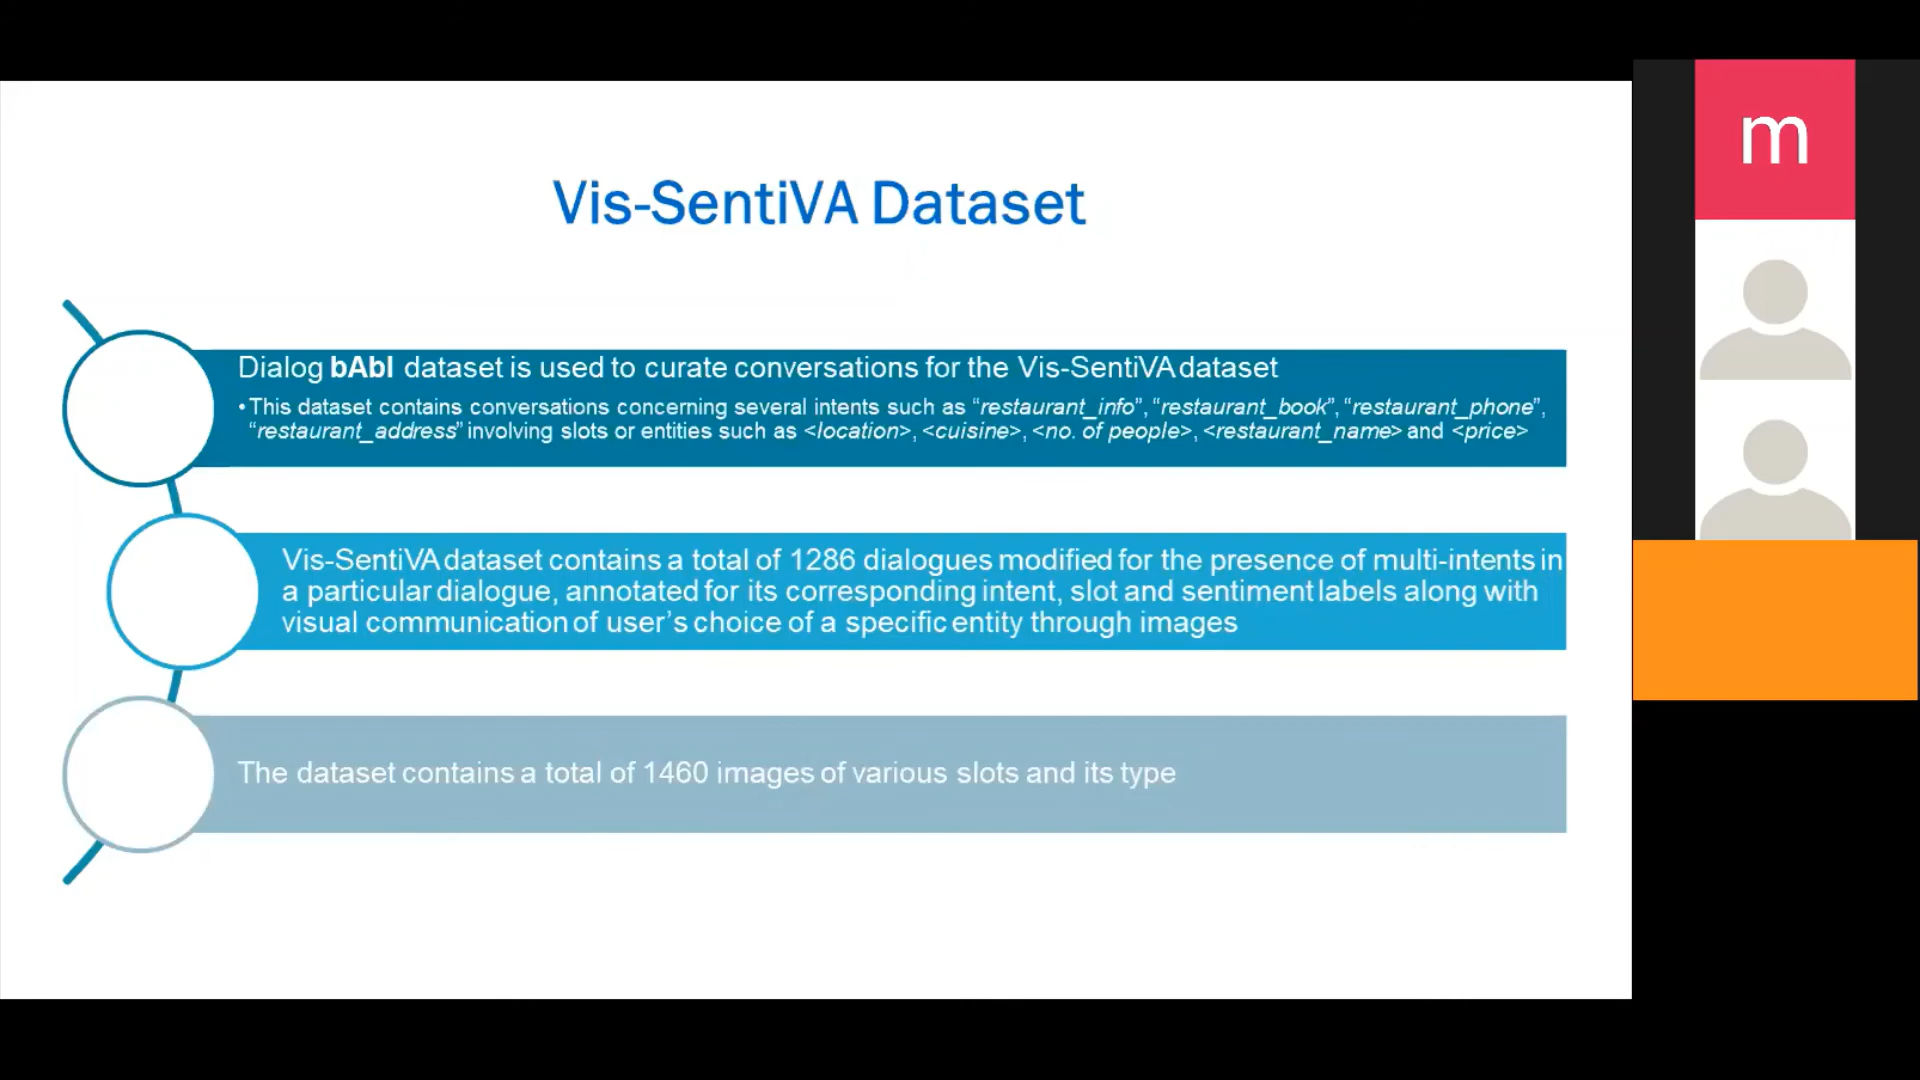 Vis-SentiVA Dataset
Dialog bAbI dataset is used to curate conversations for the Vis-SentiVA dataset
•This dataset contains conversations concerning several intents such as “restaurant_info”, “restaurant_book”, “restaurant_phone”,
“restaurant_address” involving slots or entities such as <location>, <cuisine>, <no. of people>, <restaurant_name> and <price>
Vis-SentiVA dataset contains a total of 1286 dialogues modified for the presence of multi-intents in
a particular dialogue, annotated for its corresponding intent, slot and sentiment labels along with
visual communication of user’s choice of a specific entity through images
The dataset contains a total of 1460 images of various slots and its type
m